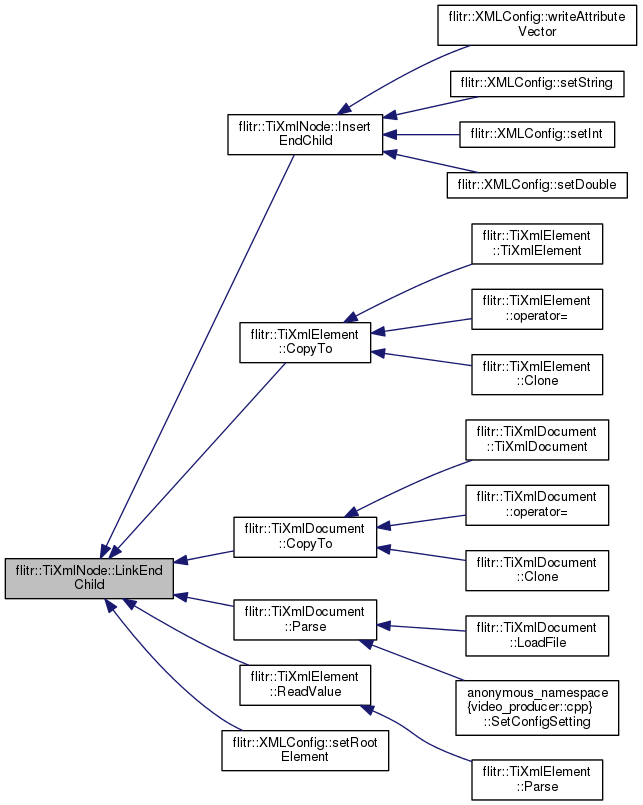 flitr::XMLConfig::writeAttribute
Vector
flitr::XMLConfig::setString
flitr::TiXmlNode::Insert
EndChild
flitr::XMLConfig::setInt
flitr::XMLConfig::setDouble
flitr::TiXmlElement
::TiXmlElement
flitr::TiXmlElement
::operator=
flitr::TiXmlElement
::CopyTo
flitr::TiXmlElement
::Clone
flitr::TiXmlDocument
::TiXmlDocument
flitr::TiXmlDocument
::operator=
flitr::TiXmlDocument
::CopyTo
flitr::TiXmlDocument
::Clone
flitr::TiXmlNode::LinkEnd
Child
flitr::TiXmlDocument
::Parse
flitr::TiXmlDocument
::LoadFile
flitr::TiXmlElement
::ReadValue
anonymous_namespace
{video_producer::cpp}
::SetConfigSetting
flitr::XMLConfig::setRoot
Element
flitr::TiXmlElement
::Parse